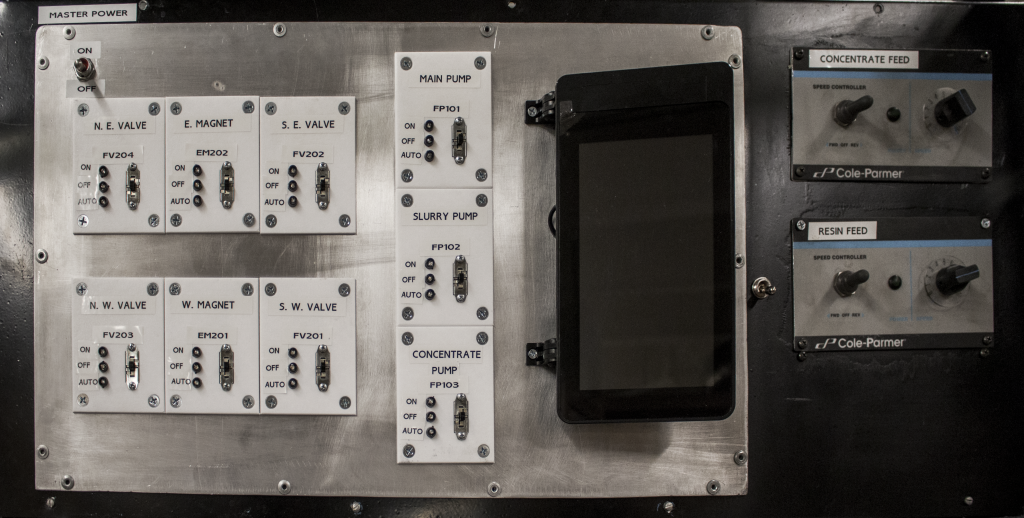 MASTER POWER
ON
OFF
N. E. VALVE
FV204
ON
OFF
AUTO
E. MAGNET
EM202
ON
OFF
AUTO
S. E. VALVE
FV202
ON
OFF
AUTO
N. W. VALVE
FV203
ON
OFF
AUTO
W. MAGNET
EM201
ON
OFF
AUTO
S. W. VALVE
FV201
ON
OFF
AUTO
MAIN PUMP
FP101
ON
OFF
AUTO
SLURRY PUMP
FP102
ON
OFF
AUTO
CONCENTRATE
PUMP
FP103
ON
OFF
AUTO
CONCENTRATE FEED
SPEED CONTROLLER
FWD OFF REV
Cole-Parmer
RESIN FEED
SPEED CONTROLLER
FWD OFF REV
Cole-Parmer